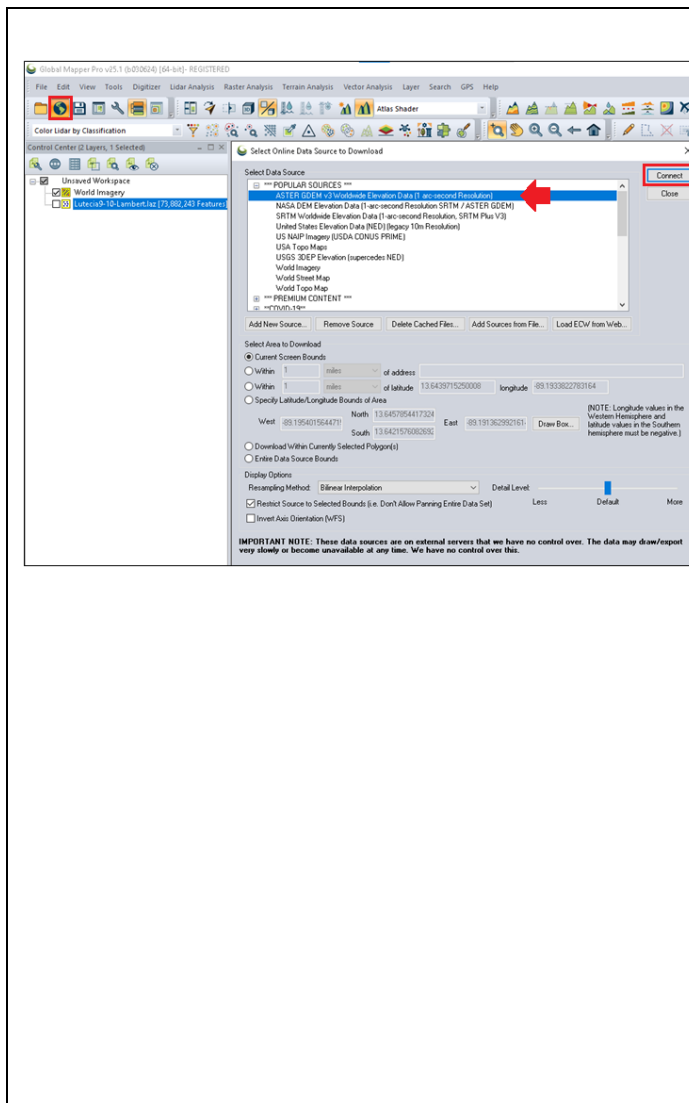 Global Mapper Pro v25.1 (b030624) [64-bit]- REGISTERED
File Edit View Tools Digitizer Lidar Analysis Raster Analysis Terrain Analysis Vector Analysis Layer Search GPS Help
Atlas Shader
Color Lidar by Classification
Control Center (2 Layers, 1 Selected)
Unsaved Workspace
World Imagery
Lutecia9-10-Lambert.laz [73,882,243 Features]
Select Online Data Source to Download
Select Data Source
*** POPULAR SOURCES ***
ASTER GDEM v3 Worldwide Elevation Data (1 arc-second Resolution)
NASA DEM Elevation Data (1-arc-second Resolution SRTM / ASTER GDEM)
SRTM Worldwide Elevation Data (1-arc-second Resolution, SRTM Plus V3)
United States Elevation Data (NED) (legacy 10m Resolution)
US NAIP Imagery (USDA CONUS PRIME)
USA Topo Maps
USGS 3DEP Elevation (supercedes NED)
World Imagery
World Street Map
World Topo Map
*** PREMIUM CONTENT ***
**COVID-19**
Connect
Close
Add New Source... Remove Source Delete Cached Files... Add Sources from File... Load ECW from Web...
Select Area to Download
Current Screen Bounds
Within 1 miles of address
Within 1 miles of latitude 13.6439715250008 longitude -89.1933822783164
Specify Latitude/Longitude Bounds of Area
North 13.6457854417324
West -89.195401564471! East -89.191362992161· Draw Box...
South 13.6421576082692
(NOTE: Longitude values in the
Western Hemisphere and
latitude values in the Southern
hemisphere must be negative.)
Download Within Currently Selected Polygon(s)
Entire Data Source Bounds
Display Options
Resampling Method: Bilinear Interpolation Detail Level:
Restrict Source to Selected Bounds (i.e. Don't Allow Panning Entire Data Set) Less Default More
Invert Axis Orientation (WFS)
IMPORTANT NOTE: These data sources are on external servers that we have no control over. The data may draw/export
very slowly or become unavailable at any time. We have no control over this.